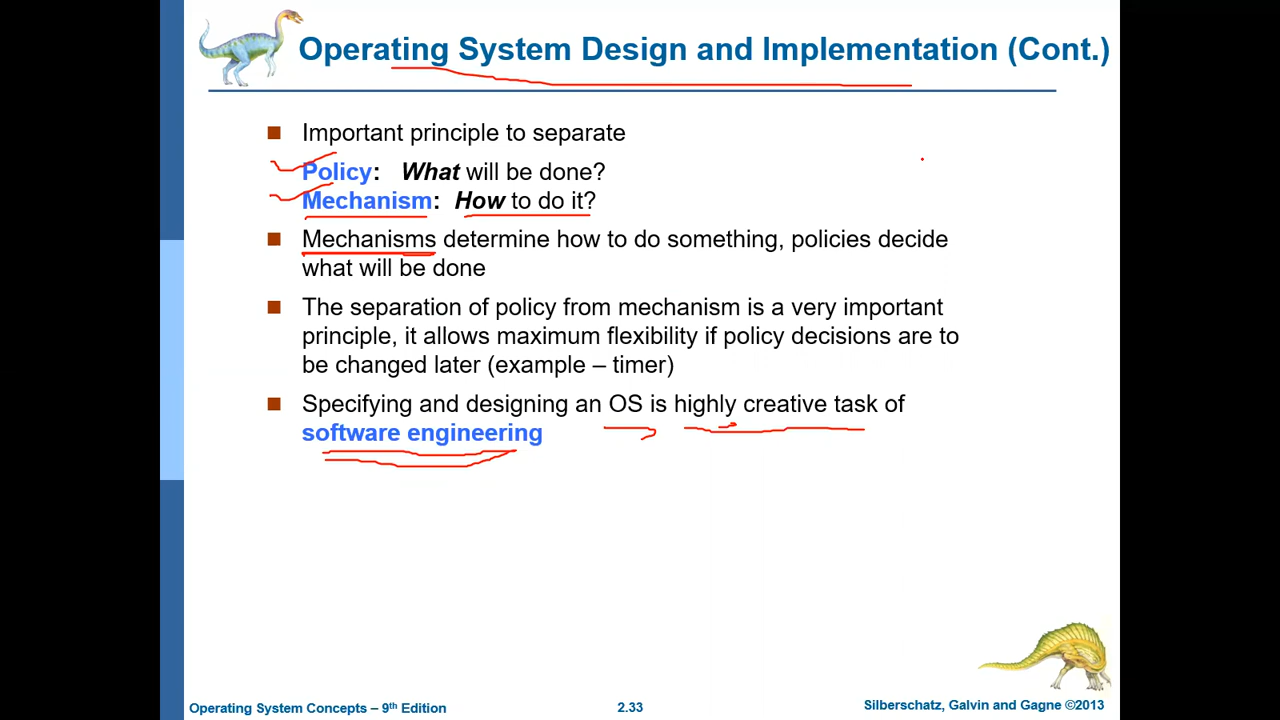 Operating System Design and Implementation (Cont.)
Important principle to separate
Policy: What will be done?
Mechanism: How to do it?
Mechanisms determine how to do something, policies decide
what will be done
The separation of policy from mechanism is a very important
principle, it allows maximum flexibility if policy decisions are to
be changed later (example – timer)
Specifying and designing an OS is highly creative task of
software engineering
Operating System Concepts – 9th Edition
2.33
Silberschatz, Galvin and Gagne ©2013